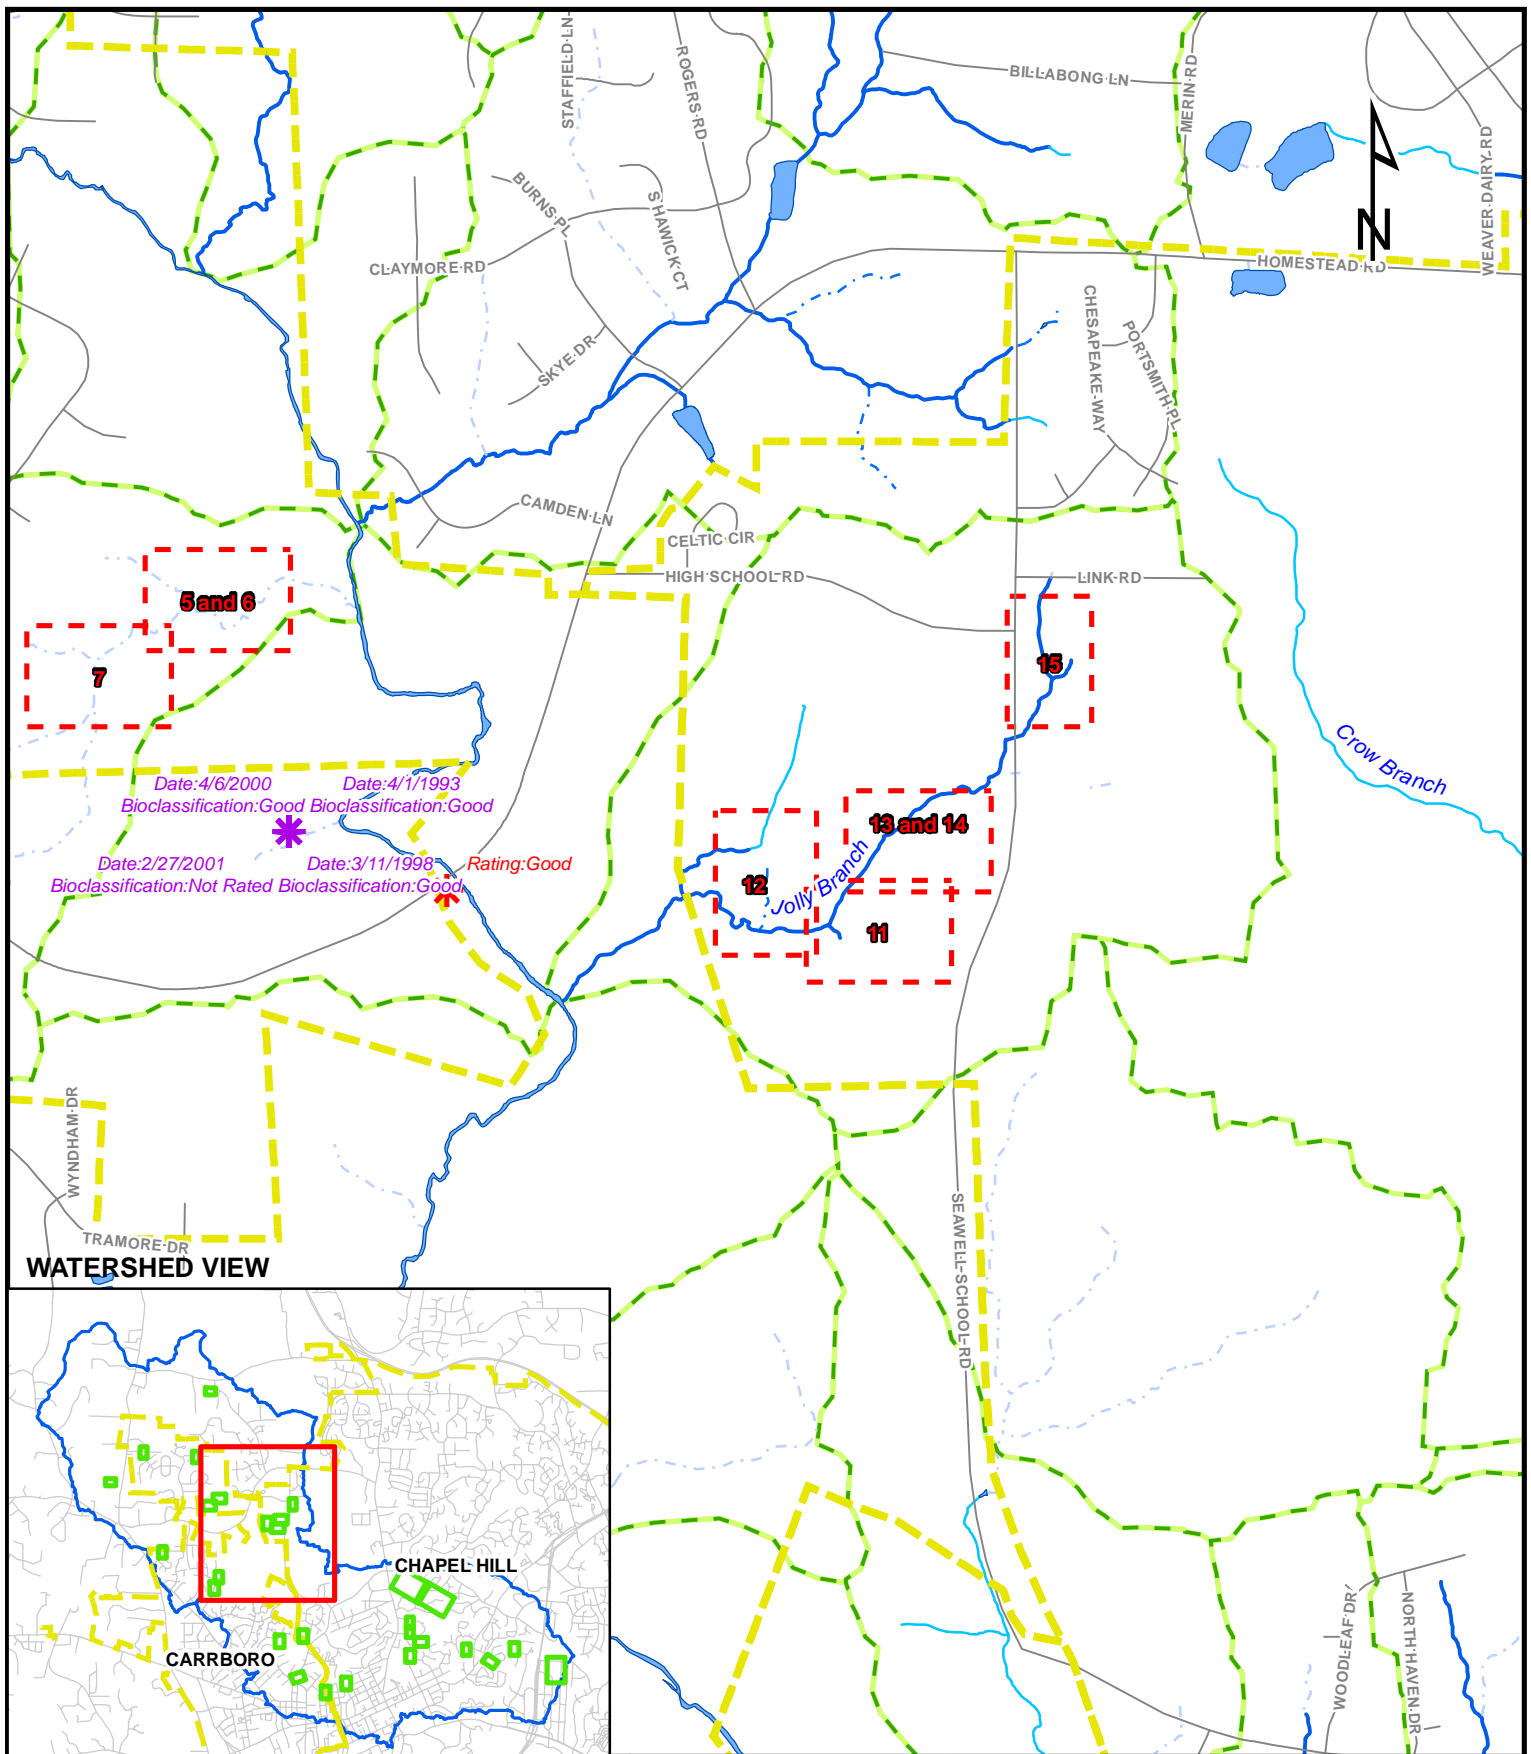 STAFFIELD LN
ROGERS RD
BILLABONG LN
MERIN RD
WEAVER DAIRY RD
BURNS PL
S HAWICK CT
N
CLAYMORE RD
HOMESTEAD RD
CHESAPEAKE WAY
PORTSMITH PL
SKYE DR
CAMDEN LN
CELTIC CIR
HIGH SCHOOL RD
LINK RD
5 and 6
7
15
Crow Branch
Date:4/6/2000
Bioclassification:Good
Date:4/1/1993
Bioclassification:Good
13 and 14
Date:2/27/2001
Bioclassification:Not Rated
Date:3/11/1998
Bioclassification:Good
Rating:Good
12
Jolly Branch
11
WYNDHAM DR
TRAMORE DR
SEAWELL SCHOOL RD
WATERSHED VIEW
CHAPEL HILL
CARRBORO
WOODLEAF DR
NORTH HAVEN DR